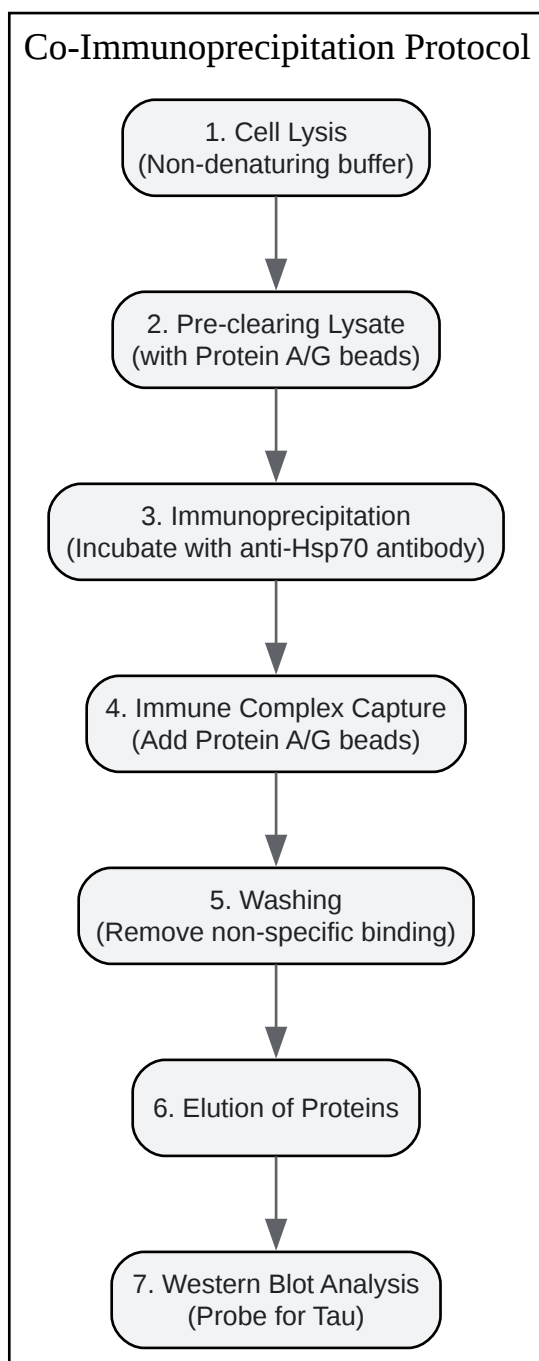 Co-Immunoprecipitation Protocol
1. Cell Lysis
(Non-denaturing buffer)
2. Pre-clearing Lysate
(with Protein A/G beads)
3. Immunoprecipitation
(Incubate with anti-Hsp70 antibody)
4. Immune Complex Capture
(Add Protein A/G beads)
5. Washing
(Remove non-specific binding)
6. Elution of Proteins
7. Western Blot Analysis
(Probe for Tau)